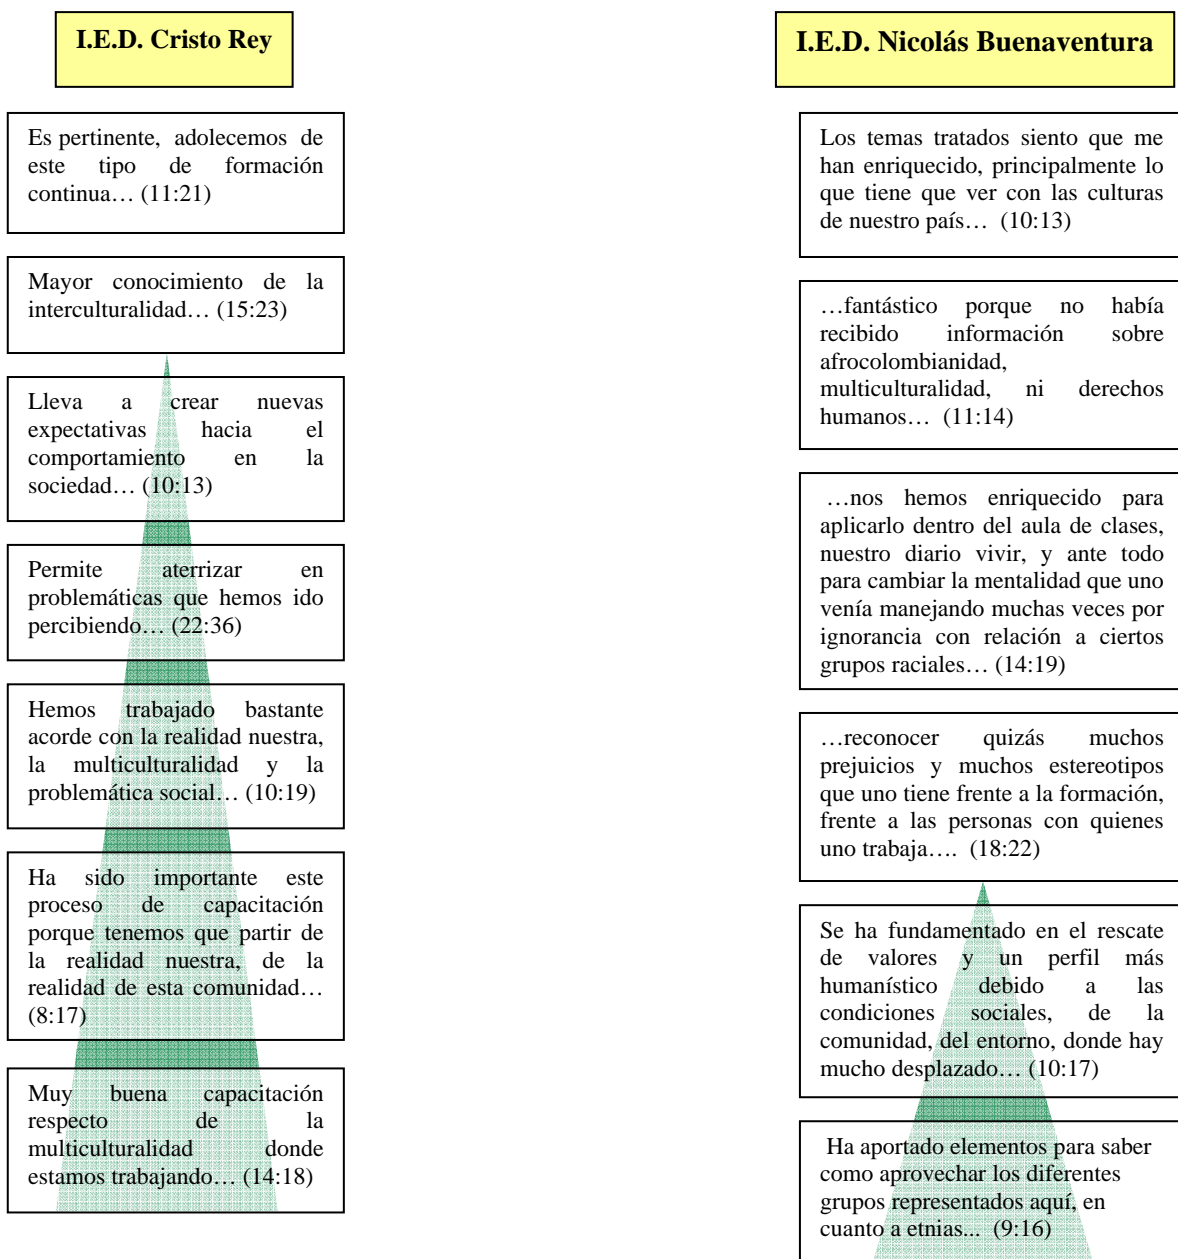 I.E.D. Cristo Rey
Es pertinente, adolecemos de
este tipo de formación
continua… (11:21)
Mayor conocimiento de la
interculturalidad… (15:23)
Lleva a crear nuevas
expectativas hacia el
comportamiento en la
sociedad… (10:13)
Permite aterrizar en
problemáticas que hemos ido
percibiendo… (22:36)
Hemos trabajado bastante
acorde con la realidad nuestra,
la multiculturalidad y la
problemática social… (10:19)
Ha sido importante este
proceso de capacitación
porque tenemos que partir de
la realidad nuestra, de la
realidad de esta comunidad…
(8:17)
Muy buena capacitación
respecto de la
multiculturalidad donde
estamos trabajando… (14:18)
I.E.D. Nicolás Buenaventura
Los temas tratados siento que me
han enriquecido, principalmente lo
que tiene que ver con las culturas
de nuestro país… (10:13)
…fantástico porque no había
recibido información sobre
afrocolombianidad,
multiculturalidad, ni derechos
humanos… (11:14)
…nos hemos enriquecido para
aplicarlo dentro del aula de clases,
nuestro diario vivir, y ante todo
para cambiar la mentalidad que uno
venía manejando muchas veces por
ignorancia con relación a ciertos
grupos raciales… (14:19)
…reconocer quizás muchos
prejuicios y muchos estereotipos
que uno tiene frente a la formación,
frente a las personas con quienes
uno trabaja…. (18:22)
Se ha fundamentado en el rescate
de valores y un perfil más
humanístico debido a las
condiciones sociales, de la
comunidad, del entorno, donde hay
mucho desplazado… (10:17)
Ha aportado elementos para saber
como aprovechar los diferentes
grupos representados aquí, en
cuanto a etnias... (9:16)